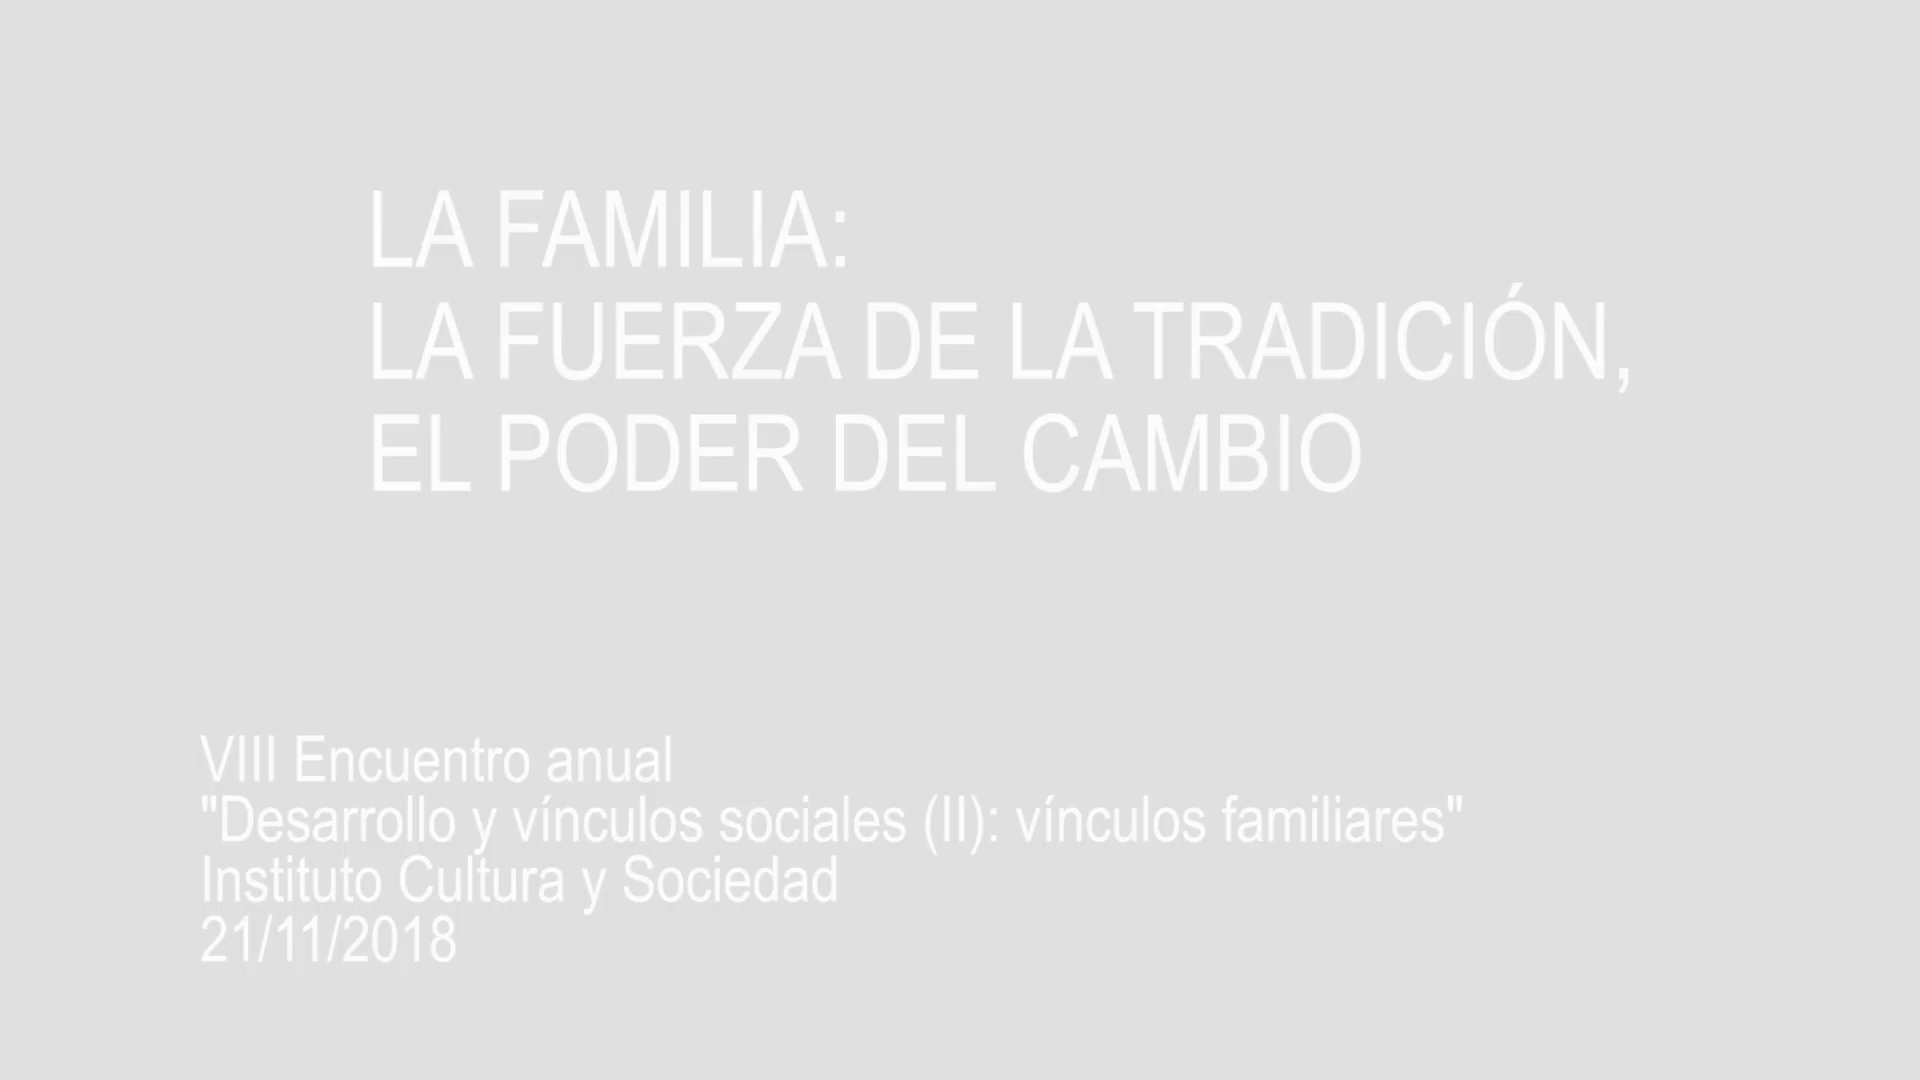 LA FAMILIA:
LA FUERZA DE LA TRADICIÓN,
EL PODER DEL CAMBIO
VIII Encuentro anual
"Desarrollo y vínculos sociales (II): vínculos familiares"
Instituto Cultura y Sociedad
21/11/2018